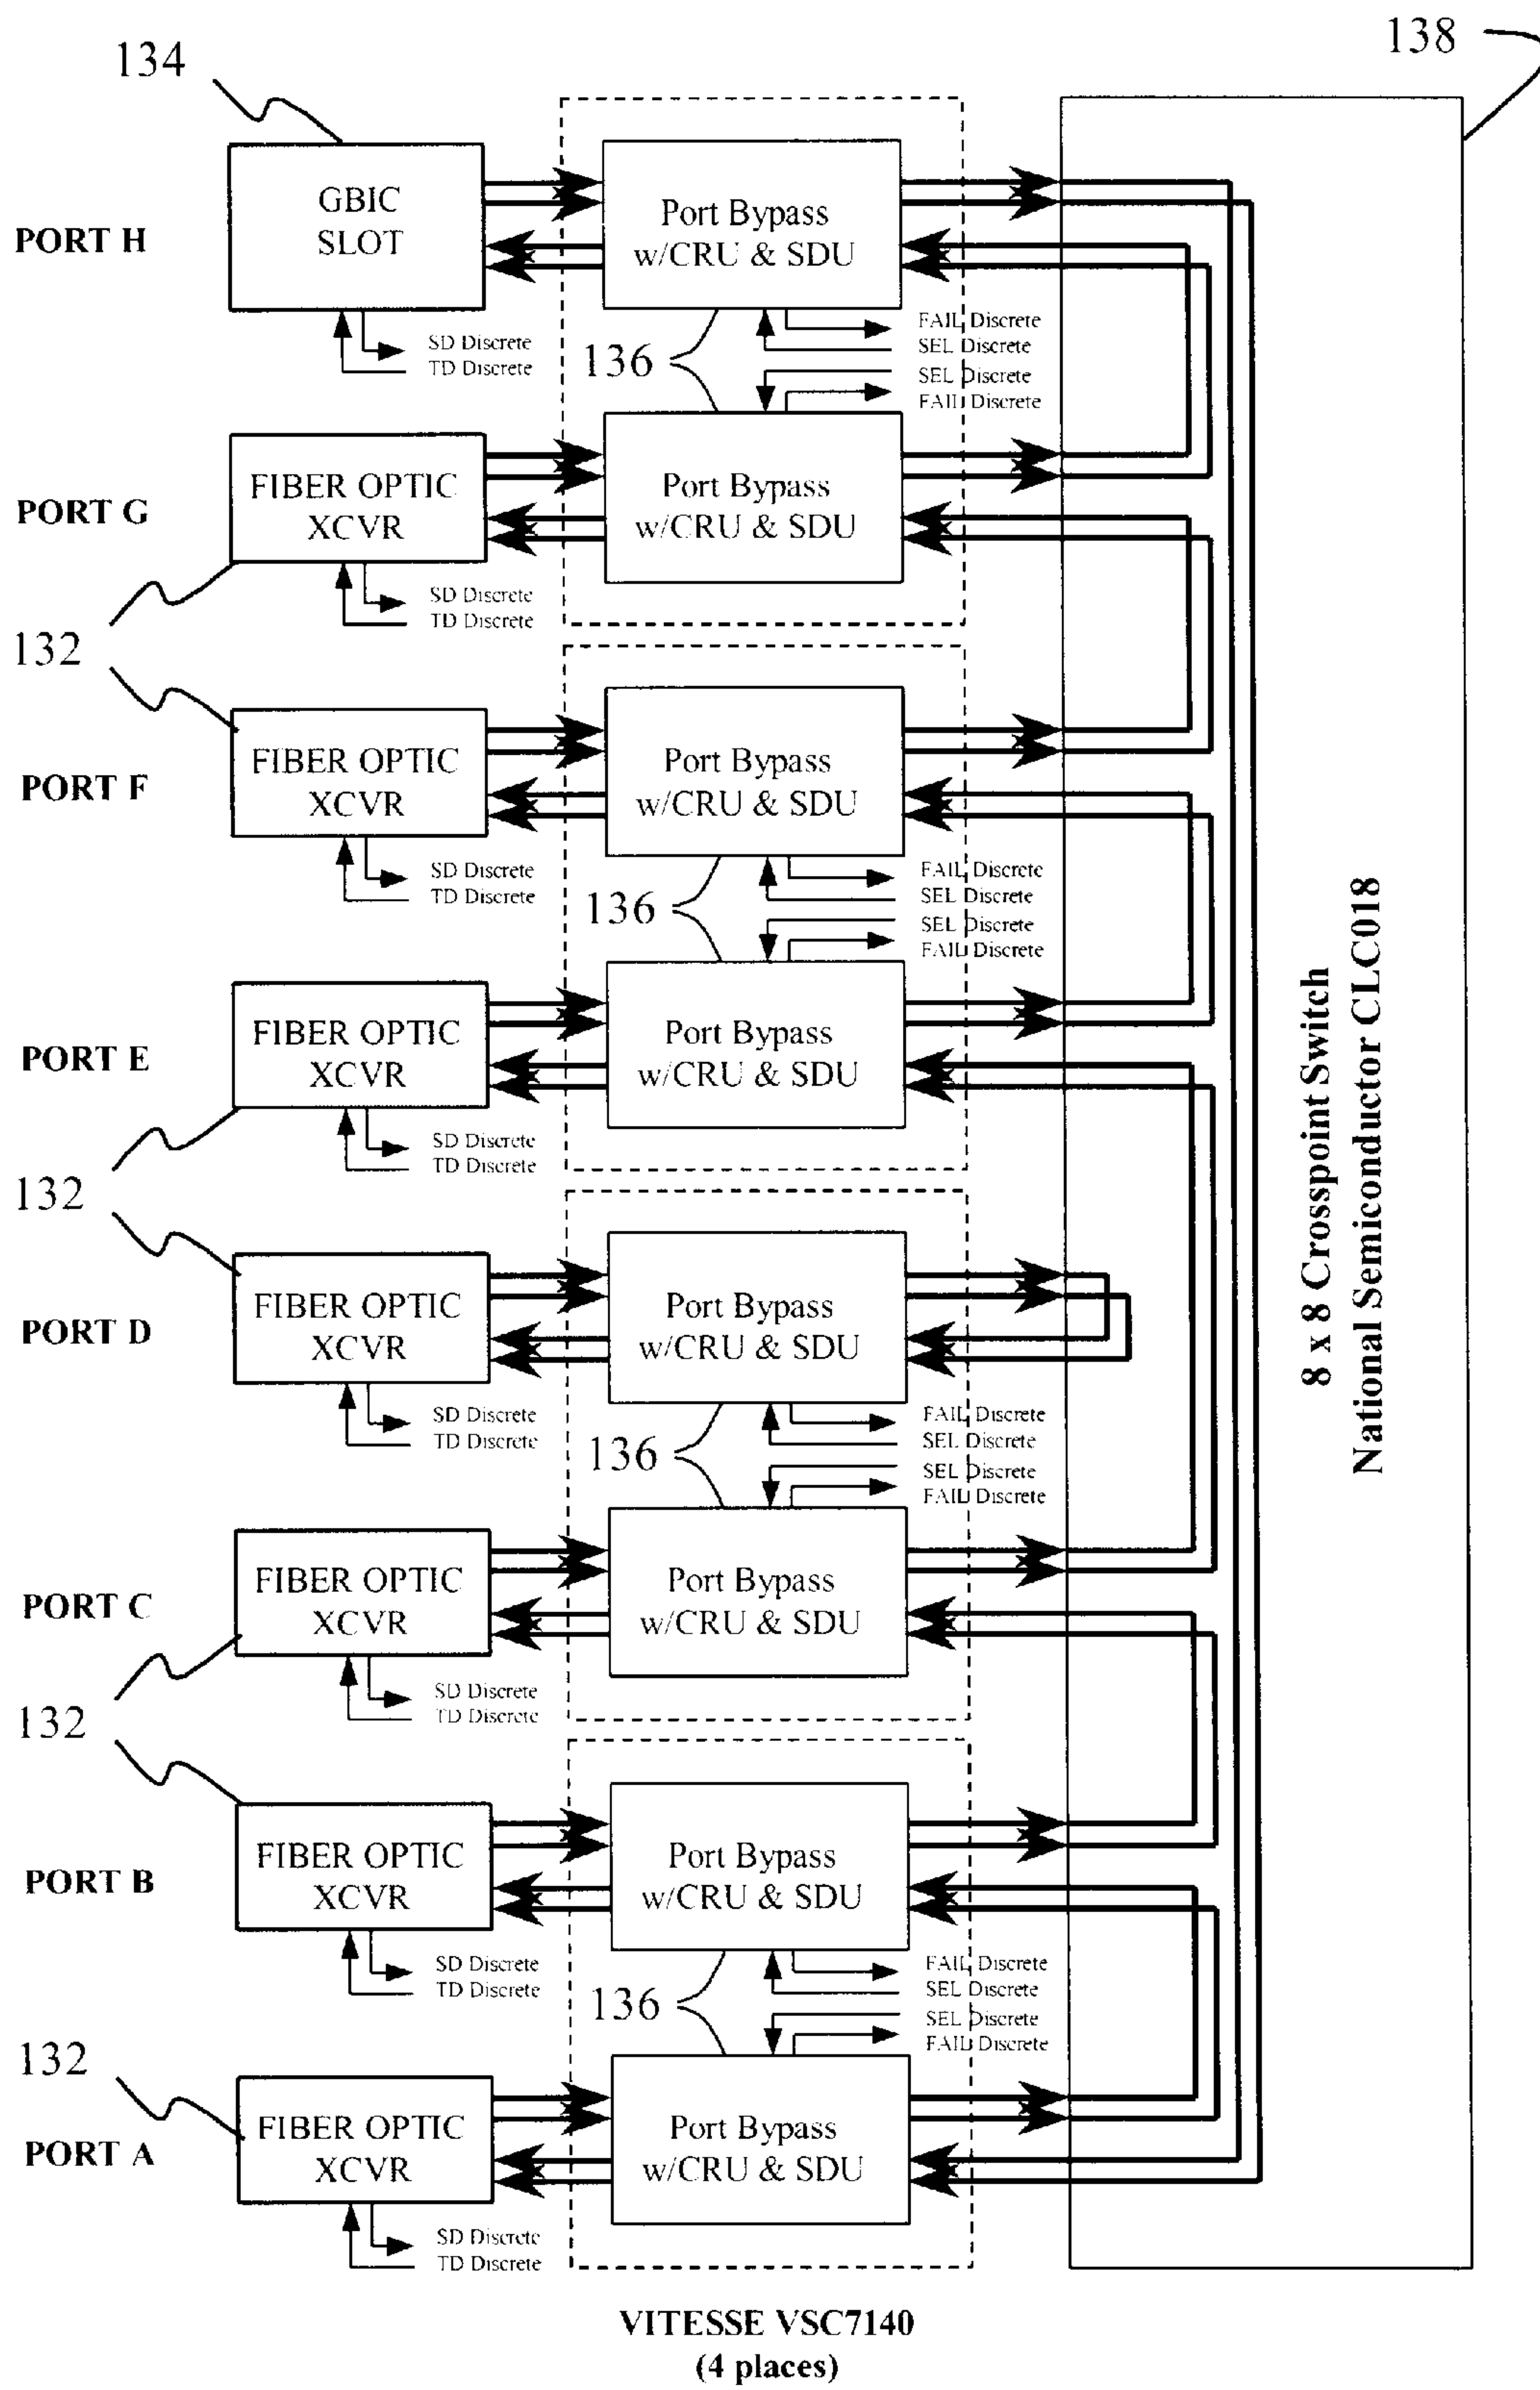 134
138
GBIC
SLOT
Port Bypass
w/CRU & SDU
PORT H
SD Discrete
TD Discrete
136
FAIL Discrete
SEL Discrete
SEL Discrete
FAIL Discrete
FIBER OPTIC
XCVR
Port Bypass
w/CRU & SDU
PORT G
SD Discrete
TD Discrete
132
FIBER OPTIC
XCVR
Port Bypass
w/CRU & SDU
PORT F
SD Discrete
TD Discrete
136
FAIL Discrete
SEL Discrete
SEL Discrete
FAIL Discrete
FIBER OPTIC
XCVR
Port Bypass
w/CRU & SDU
PORT E
SD Discrete
TD Discrete
132
8 x 8 Crosspoint Switch
National Semiconductor CLC018
FIBER OPTIC
XCVR
Port Bypass
w/CRU & SDU
PORT D
SD Discrete
TD Discrete
136
FAIL Discrete
SEL Discrete
SEL Discrete
FAIL Discrete
FIBER OPTIC
XCVR
Port Bypass
w/CRU & SDU
PORT C
SD Discrete
TD Discrete
132
FIBER OPTIC
XCVR
Port Bypass
w/CRU & SDU
PORT B
SD Discrete
TD Discrete
136
FAIL Discrete
SEL Discrete
SEL Discrete
FAIL Discrete
132
FIBER OPTIC
XCVR
Port Bypass
w/CRU & SDU
PORT A
SD Discrete
TD Discrete
VITESSE VSC7140
(4 places)